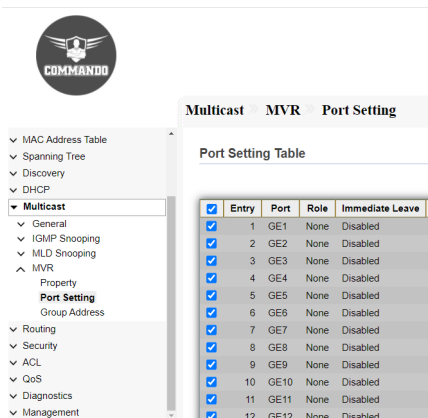 COMMANDO
Multicast » MVR » Port Setting
MAC Address Table
Spanning Tree
Discovery
DHCP
Multicast
General
IGMP Snooping
MLD Snooping
MVR
Property
Port Setting
Group Address
Routing
Security
ACL
QoS
Diagnostics
Management
Port Setting Table
Entry Port Role Immediate Leave
1 GE1 None Disabled
2 GE2 None Disabled
3 GE3 None Disabled
4 GE4 None Disabled
5 GE5 None Disabled
6 GE6 None Disabled
7 GE7 None Disabled
8 GE8 None Disabled
9 GE9 None Disabled
10 GE10 None Disabled
11 GE11 None Disabled
12 GE12 None Disabled